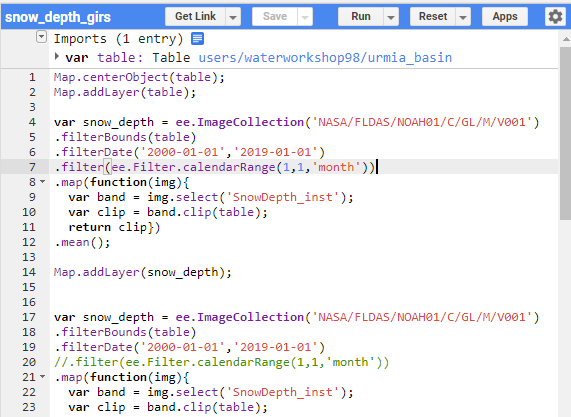 snow_depth_girs
Get Link Save Run Reset Apps
Imports (1 entry)
var table: Table users/waterworkshop98/urmia_basin
1 Map.centerObject(table);
2 Map.addLayer(table);
3
4 var snow_depth = ee.ImageCollection('NASA/FLDAS/NOAH01/C/GL/M/V001')
5 .filterBounds(table)
6 .filterDate('2000-01-01','2019-01-01')
7 .filter(ee.Filter.calendarRange(1,1,'month'))
8 .map(function(img){
9 var band = img.select('SnowDepth_inst');
10 var clip = band.clip(table);
11 return clip})
12 .mean();
13
14 Map.addLayer(snow_depth);
15
16
17 var snow_depth = ee.ImageCollection('NASA/FLDAS/NOAH01/C/GL/M/V001')
18 .filterBounds(table)
19 .filterDate('2000-01-01','2019-01-01')
20 //.filter(ee.Filter.calendarRange(1,1,'month'))
21 .map(function(img){
22 var band = img.select('SnowDepth_inst');
23 var clip = band.clip(table);